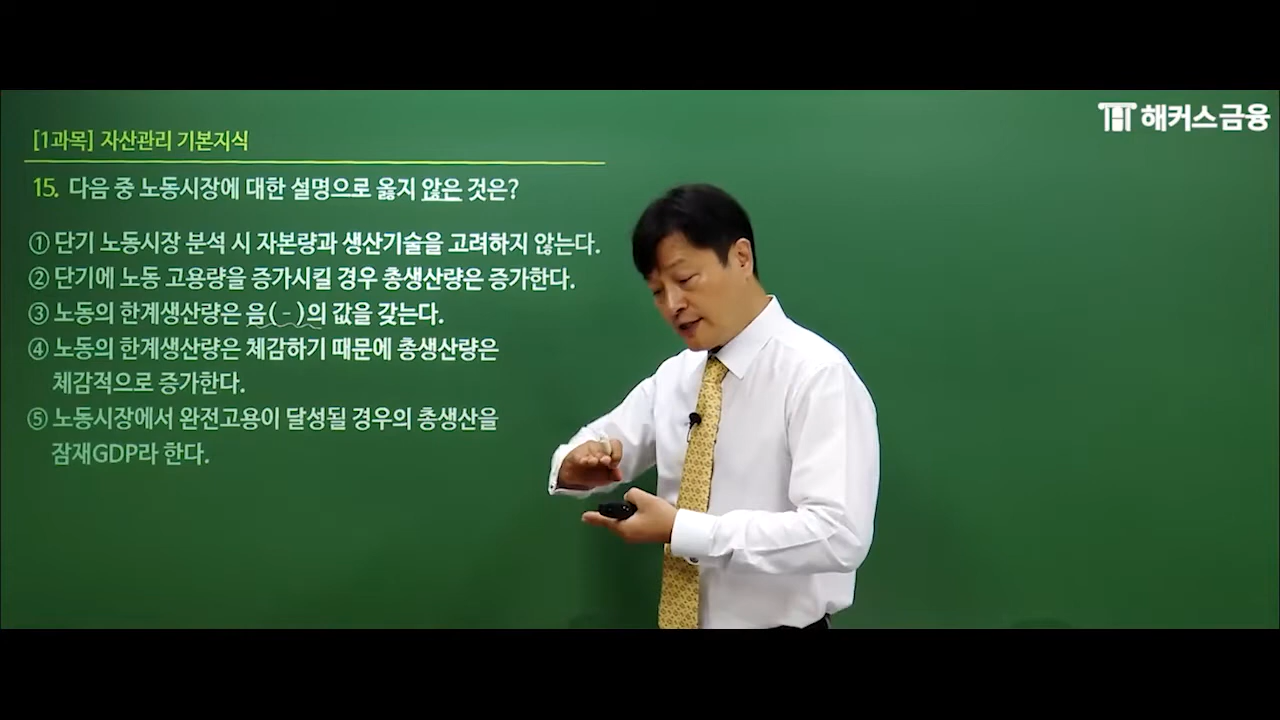 해커스금융
[1과목] 자산관리 기본지식
15. 다음 중 노동시장에 대한 설명으로 옳지 않은 것은?
① 단기 노동시장 분석 시 자본량과 생산기술을 고려하지 않는다.
② 단기에 노동 고용량을 증가시킬 경우 총생산량은 증가한다.
③ 노동의 한계생산량은 음(-)의 값을 갖는다.
④ 노동의 한계생산량은 체감하기 때문에 총생산량은
체감적으로 증가한다.
⑤ 노동시장에서 완전고용이 달성될 경우의 총생산을
잠재GDP라 한다.